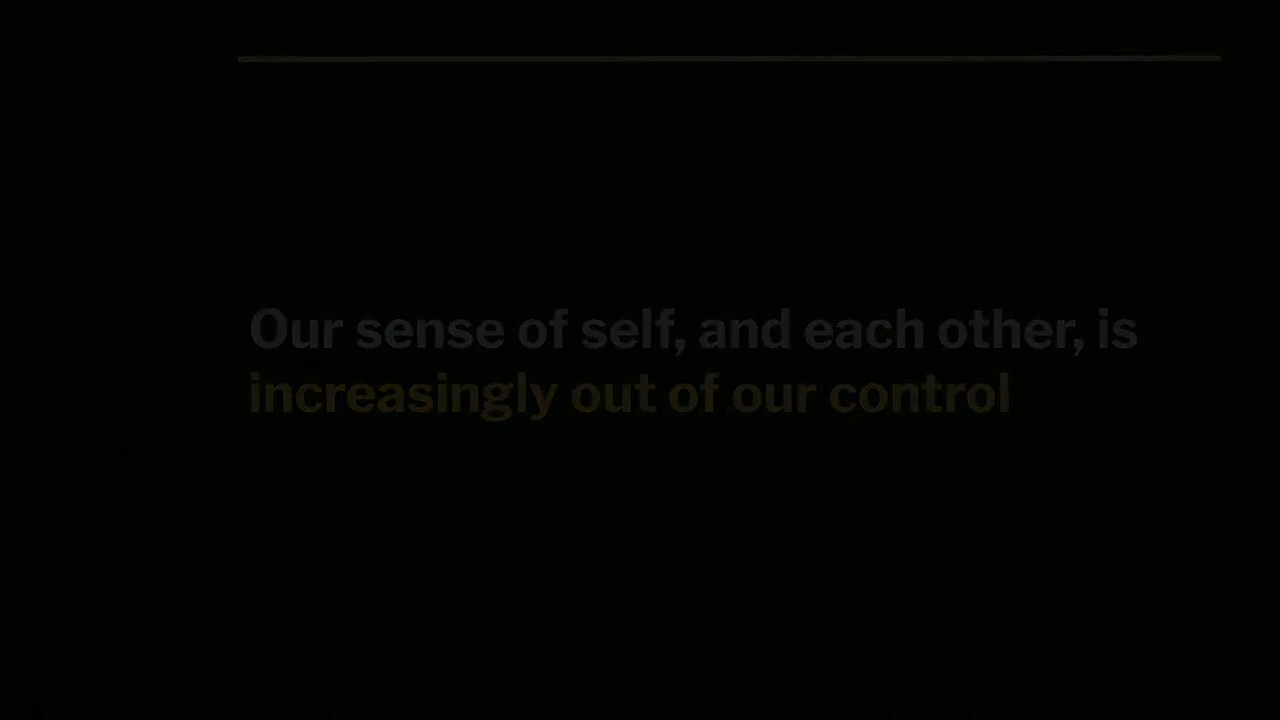 Our sense of self, and each other, is
increasingly out of our control